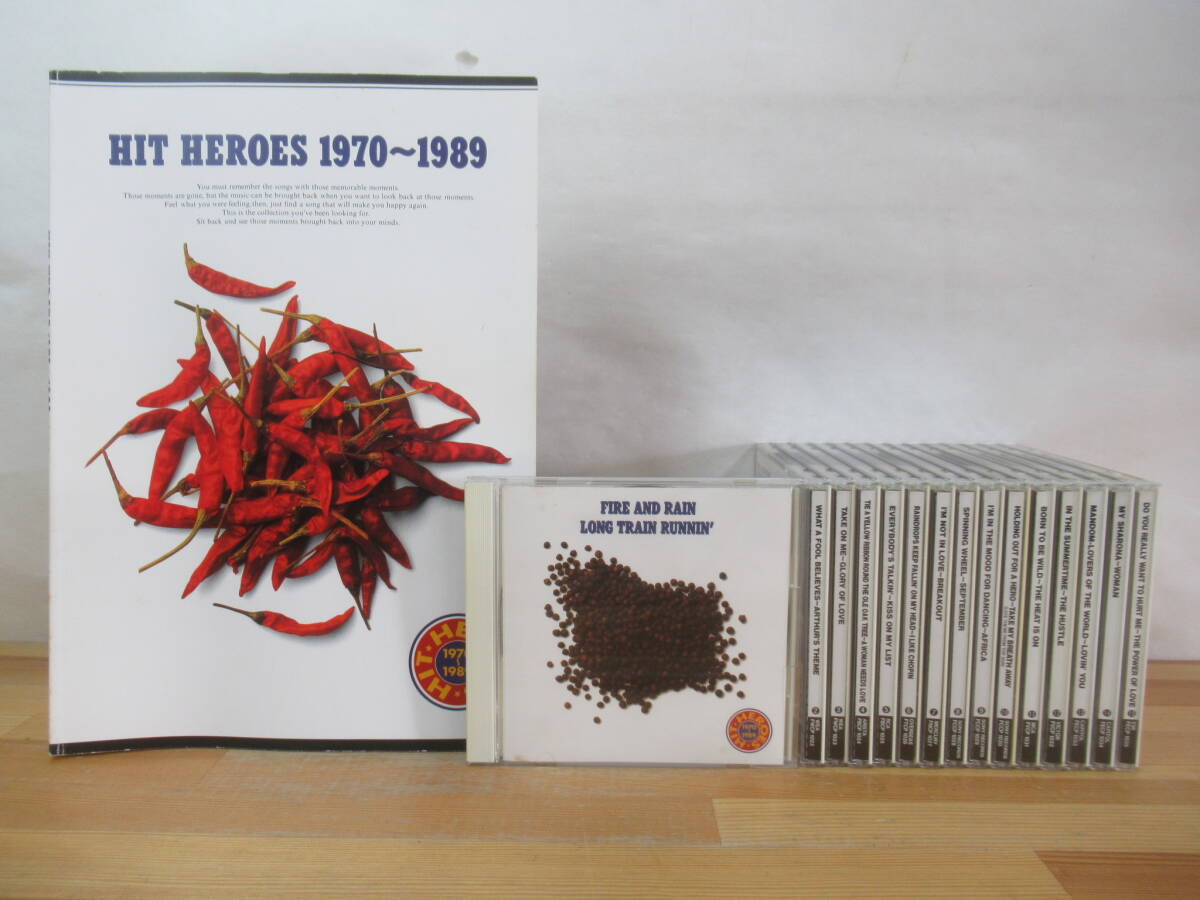 HIT HEROES 1970~1989
You must remember the songs with those memorable moments.
Those moments are gone, but the music can be brought back when you want to look back at those moments.
Feel what you were feeling then, just find a song that will make you happy again.
This is the collection you've been looking for.
Sit back and see those moments brought back into your minds.
HIT HE
1970
198
FIRE AND RAIN
LONG TRAIN RUNNIN'
HIT HEROES
1970
1989
WHAT A FOOL BELIEVES~ARTHUR'S THEME
TAKE ON ME~GLORY OF LOVE
TIE A YELLOW RIBBON ROUND THE OLE OAK TREE~A WOMAN NEEDS LOVE
EVERYBODY'S TALKIN'~KISS ON MY LIST
RAINDROPS KEEP FALLIN' ON MY HEAD~I LIKE CHOPIN
I'M NOT IN LOVE~BREAKOUT
SPINNING WHEEL~SEPTEMBER
I'M IN THE MOOD FOR DANCING~AFRICA
HOLDING OUT FOR A HERO~TAKE MY BREATH AWAY
BORN TO BE WILD~THE HEAT IS ON
IN THE SUMMERTIME~THE HUSTLE
MANDOM-LOVERS OF THE WORLD~LOVIN' YOU
MY SHARONA~WOMAN
DO YOU REALLY WANT TO HURT ME~THE POWER OF LOVE